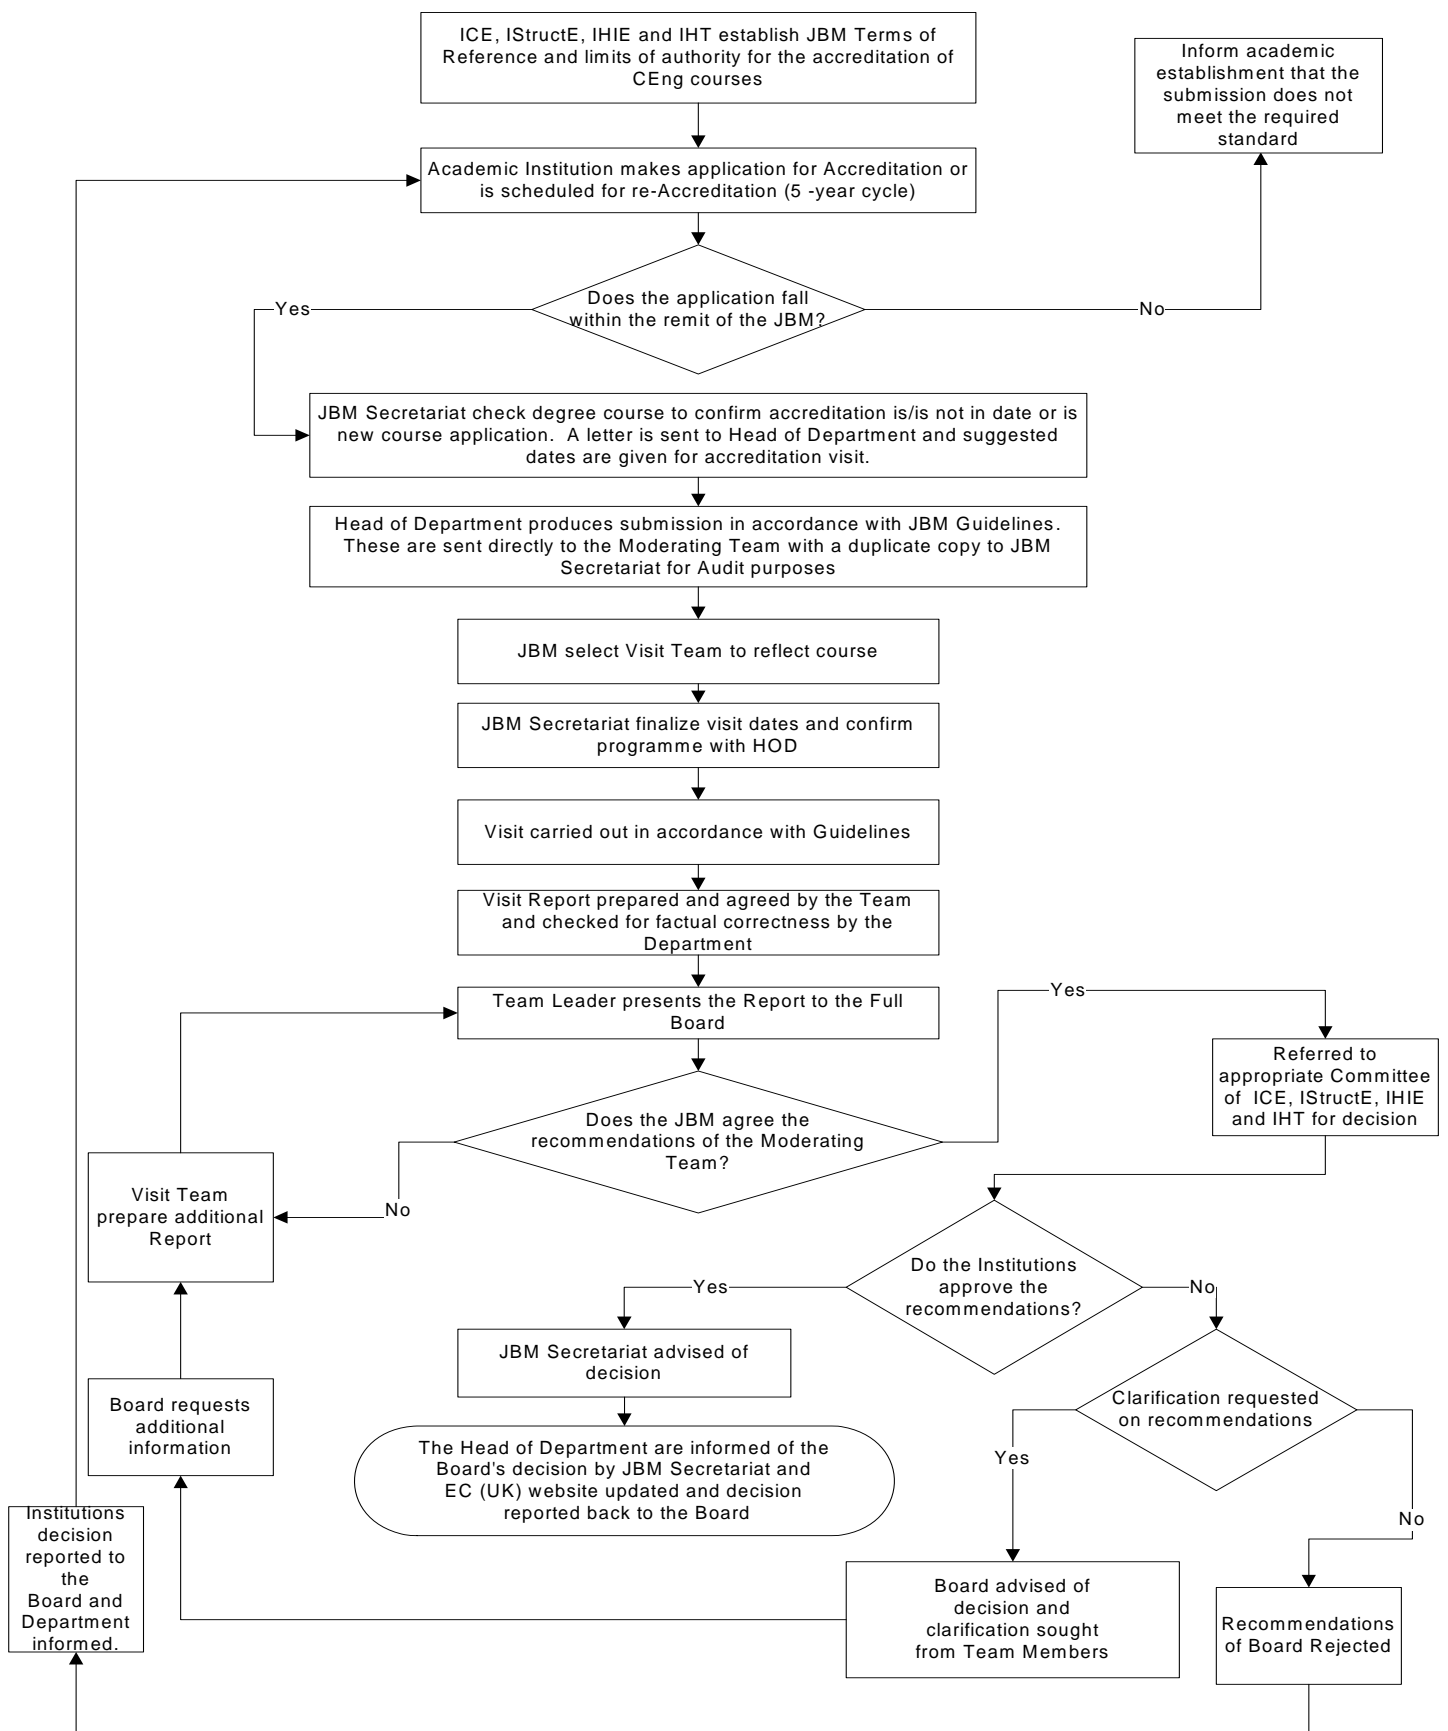 ICE, IStructE, IHIE and IHT establish JBM Terms of
Reference and limits of authority for the accreditation of
CEng courses
Inform academic
establishment that the
submission does not
meet the required
standard
Academic Institution makes application for Accreditation or
is scheduled for re-Accreditation (5 -year cycle)
Does the application fall
within the remit of the JBM?
Yes
No
JBM Secretariat check degree course to confirm accreditation is/is not in date or is
new course application. A letter is sent to Head of Department and suggested
dates are given for accreditation visit.
Head of Department produces submission in accordance with JBM Guidelines.
These are sent directly to the Moderating Team with a duplicate copy to JBM
Secretariat for Audit purposes
JBM select Visit Team to reflect course
JBM Secretariat finalize visit dates and confirm
programme with HOD
Visit carried out in accordance with Guidelines
Visit Report prepared and agreed by the Team
and checked for factual correctness by the
Department
Team Leader presents the Report to the Full
Board
Yes
Referred to
appropriate Committee
of ICE, IStructE, IHIE
and IHT for decision
Does the JBM agree the
recommendations of the Moderating
Team?
No
Visit Team
prepare additional
Report
Do the Institutions
approve the
recommendations?
Yes
No
JBM Secretariat advised of
decision
Clarification requested
on recommendations
Board requests
additional
information
The Head of Department are informed of the
Board's decision by JBM Secretariat and
EC (UK) website updated and decision
reported back to the Board
Yes
No
Institutions
decision
reported to
the
Board and
Department
informed.
Board advised of
decision and
clarification sought
from Team Members
Recommendations
of Board Rejected